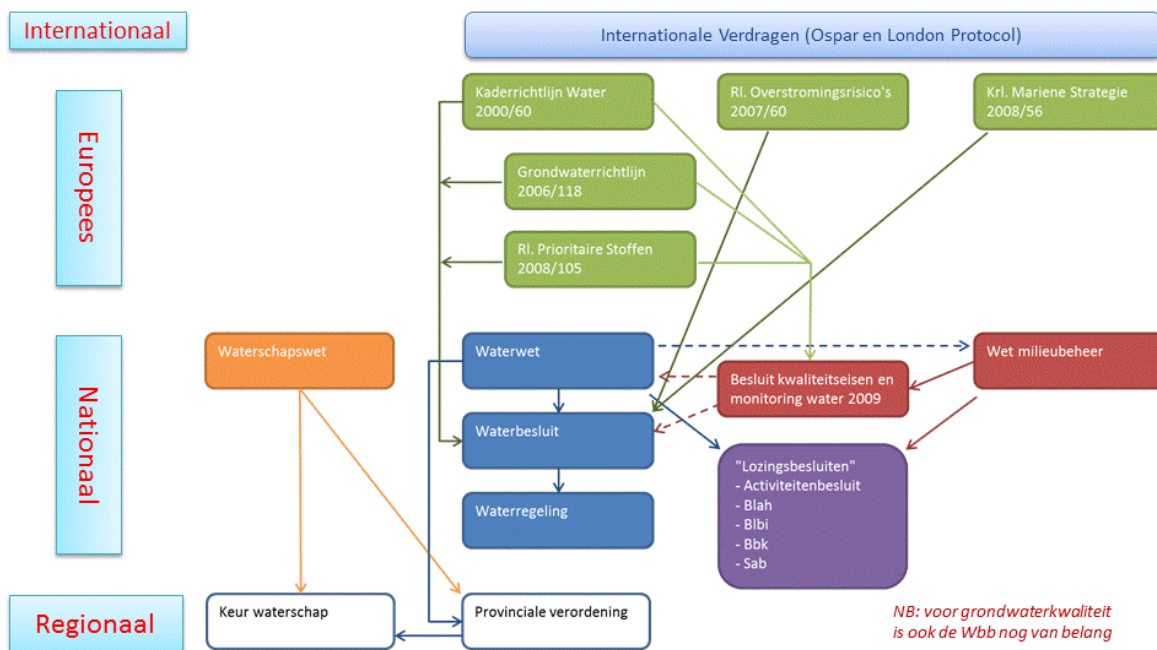 Internationaal
Internationale Verdragen (Ospar en London Protocol)
Europees
Kaderrichtlijn Water
2000/60
Rl. Overstromingsrisico's
2007/60
Krl. Mariene Strategie
2008/56
Grondwaterrichtlijn
2006/118
Rl. Prioritaire Stoffen
2008/105
Nationaal
Waterschapswet
Waterwet
Wet milieubeheer
Besluit kwaliteitseisen en
monitoring water 2009
Waterbesluit
"Lozingsbesluiten"
- Activiteitenbesluit
- Blah
- Blbi
- Bbk
- Sab
Waterregeling
Regionaal
Keur waterschap
Provinciale verordening
NB: voor grondwaterkwaliteit
is ook de Wbb nog van belang